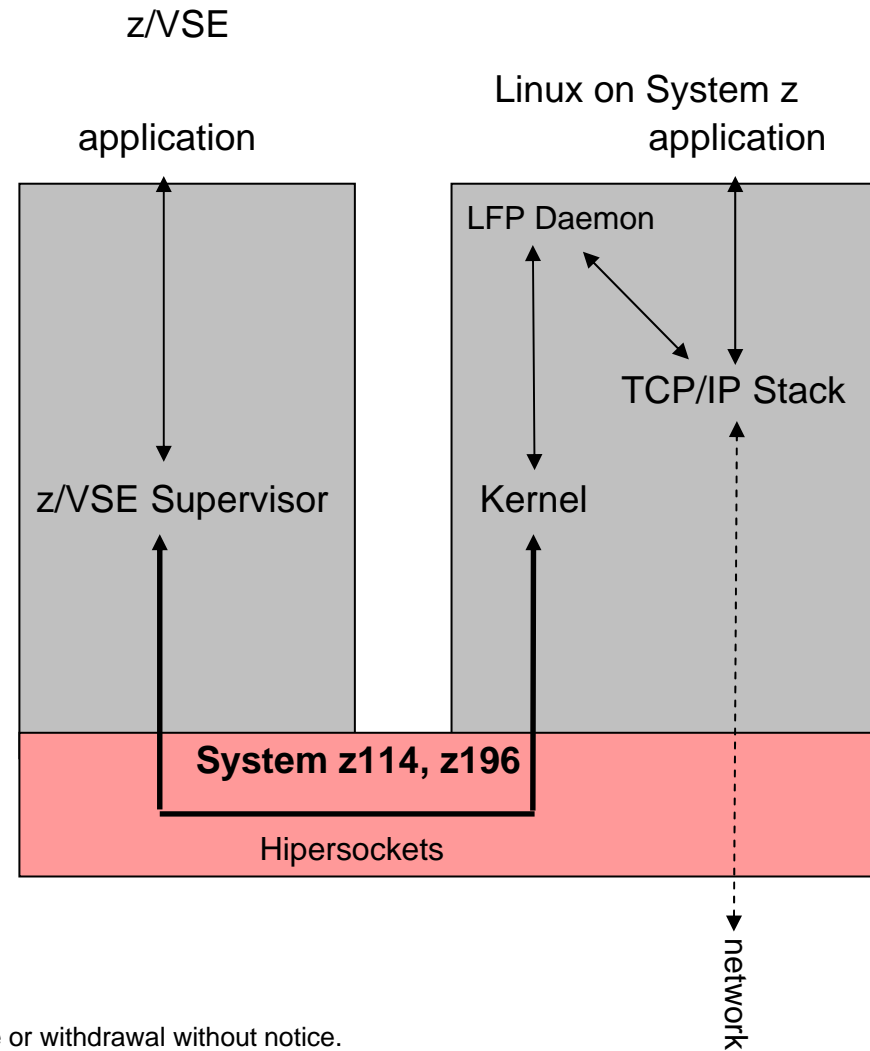 z/VSE
Linux on System z
application
application
LFP Daemon
TCP/IP Stack
z/VSE Supervisor
Kernel
System z114, z196
Hipersockets
network
or withdrawal without notice.